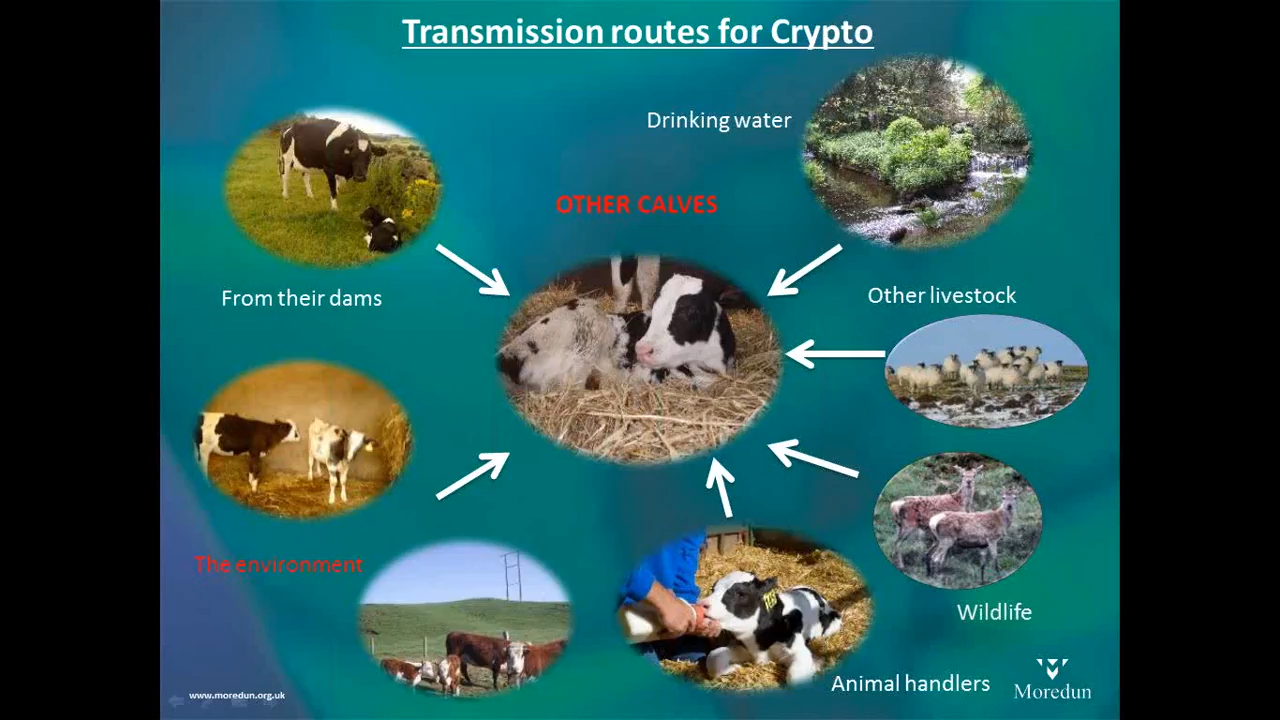 Transmission routes for Crypto
Drinking water
OTHER CALVES
From their dams
Other livestock
The environment
Wildlife
Animal handlers
www.moredun.org.uk
Moredun